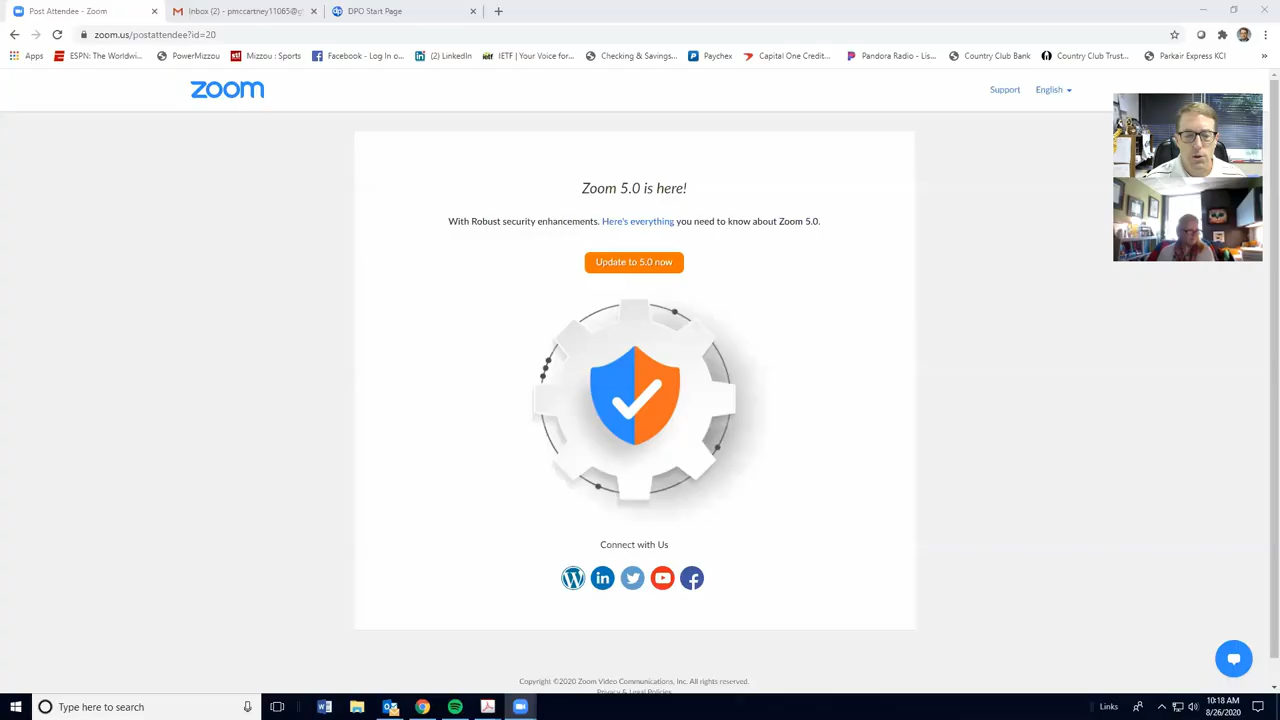 Post Attendee - Zoom
Inbox (2) - pmccartney11065@g
DPO Start Page
zoom.us/postattendee?id=20
Apps
ESPN: The Worldwi...
Mizzou
Mizzou : Sports
Facebook - Log In o...
(2) LinkedIn
IETF | Your Voice for...
Checking & Savings...
Paychex
Capital One Credit...
Pandora Radio - Lis...
Country Club Bank
Country Club Trust...
Parkair Express KCI
»
zoom
Support
English
Zoom 5.0 is here!
With Robust security enhancements. Here's everything you need to know about Zoom 5.0.
Update to 5.0 now
Connect with Us
Copyright ©2020 Zoom Video Communications, Inc. All rights reserved.
Privacy & Legal Policies
Type here to search
Links
10:18 AM
8/26/2020